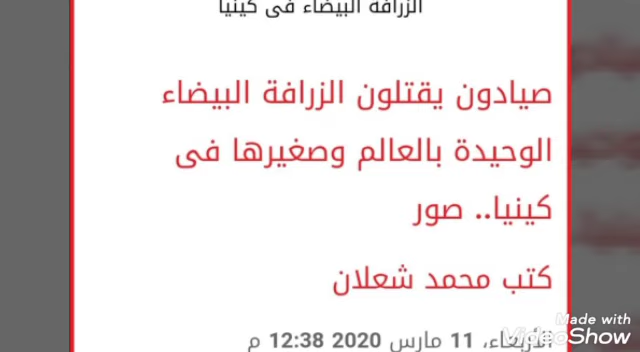 الزرافة البيضاء فى كينيا
صيادون يقتلون الزرافة البيضاء
الوحيدة بالعالم وصغيرها فى
كينيا.. صور
كتب محمد شعلان
الأربعاء، 11 مارس 2020 12:38 م
Made with
VideoShow